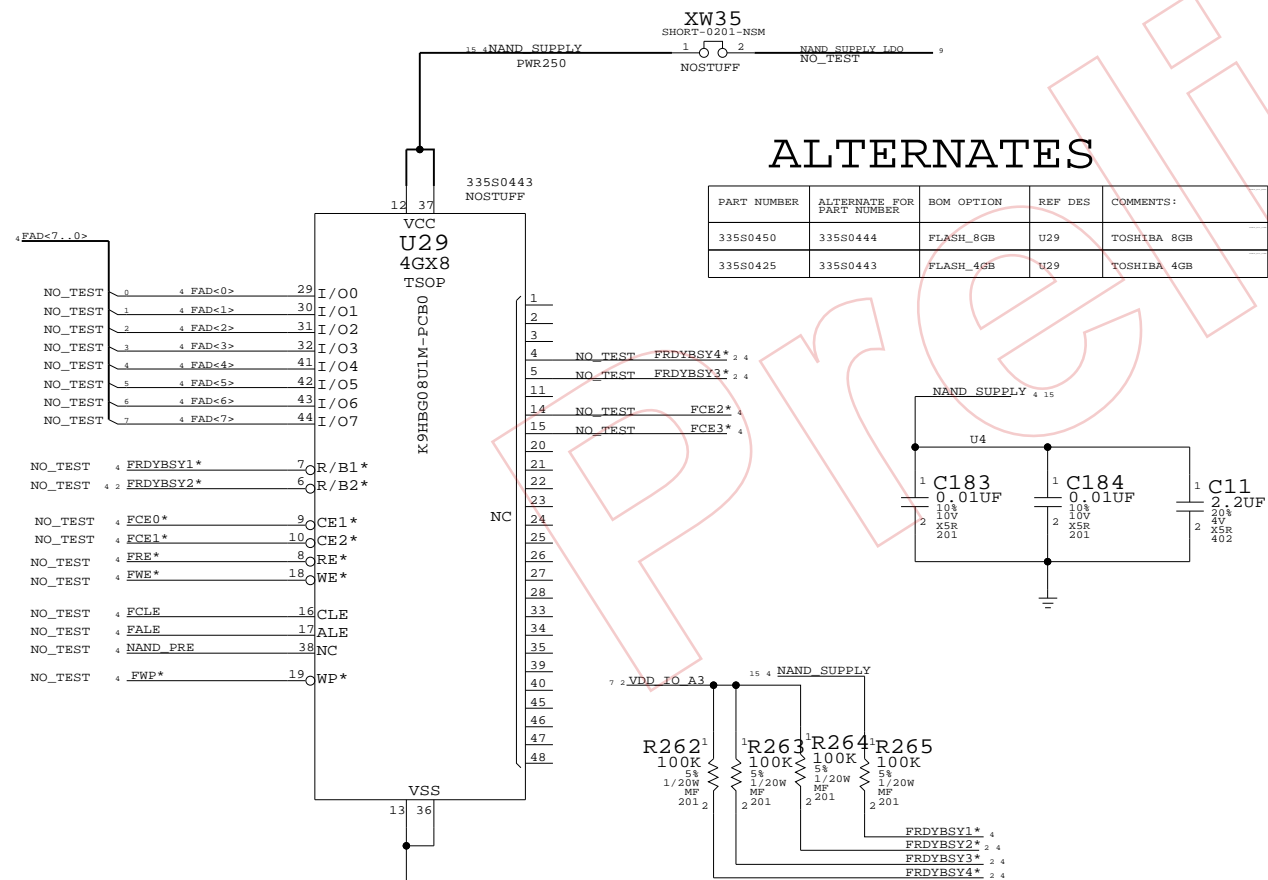 XW35
SHORT-0201-NSM
15 4 NAND_SUPPLY
PWR250
1 2
NOSTUFF
NAND_SUPPLY_LDO 9
NO_TEST
ALTERNATES
PART NUMBER ALTERNATE FOR PART NUMBER BOM OPTION REF DES COMMENTS:
335S0450 335S0444 FLASH_8GB U29 TOSHIBA 8GB
335S0425 335S0443 FLASH_4GB U29 TOSHIBA 4GB
335S0443
NOSTUFF
12 37
VCC
U29
4GX8
TSOP
K9HBG08U1M-PCB0
4 FAD<7..0>
NO_TEST 0 4 FAD<0> 29 I/O0
NO_TEST 1 4 FAD<1> 30 I/O1
NO_TEST 2 4 FAD<2> 31 I/O2
NO_TEST 3 4 FAD<3> 32 I/O3
NO_TEST 4 4 FAD<4> 41 I/O4
NO_TEST 5 4 FAD<5> 42 I/O5
NO_TEST 6 4 FAD<6> 43 I/O6
NO_TEST 7 4 FAD<7> 44 I/O7
NO_TEST 4 FRDYBSY1* 7 R/B1*
NO_TEST 4 2 FRDYBSY2* 6 R/B2*
NO_TEST 4 FCE0* 9 CE1*
NO_TEST 4 FCE1* 10 CE2*
NO_TEST 4 FRE* 8 RE*
NO_TEST 4 FWE* 18 WE*
NO_TEST 4 FCLE 16 CLE
NO_TEST 4 FALE 17 ALE
NO_TEST 4 NAND_PRE 38 NC
NO_TEST 4 FWP* 19 WP*
NC
1
2
3
4 NO_TEST FRDYBSY4* 2 4
5 NO_TEST FRDYBSY3* 2 4
11
14 NO_TEST FCE2* 4
15 NO_TEST FCE3* 4
20
21
22
23
24
25
26
27
28
33
34
35
39
40
45
46
47
48
VSS
13 36
NAND_SUPPLY 4 15
U4
1 C183
0.01UF
10%
10V
2 X5R
201
1 C184
0.01UF
10%
10V
2 X5R
201
1 C11
2.2UF
20%
4V
2 X5R
402
7 2 VDD_IO_A3
15 4 NAND_SUPPLY
R262 1
100K
5%
1/20W
MF
201 2
1 R263
100K
5%
1/20W
MF
2 201
1 R264
100K
5%
1/20W
MF
2 201
1 R265
100K
5%
1/20W
MF
2 201
FRDYBSY1* 4
FRDYBSY2* 2 4
FRDYBSY3* 2 4
FRDYBSY4* 2 4
Preli